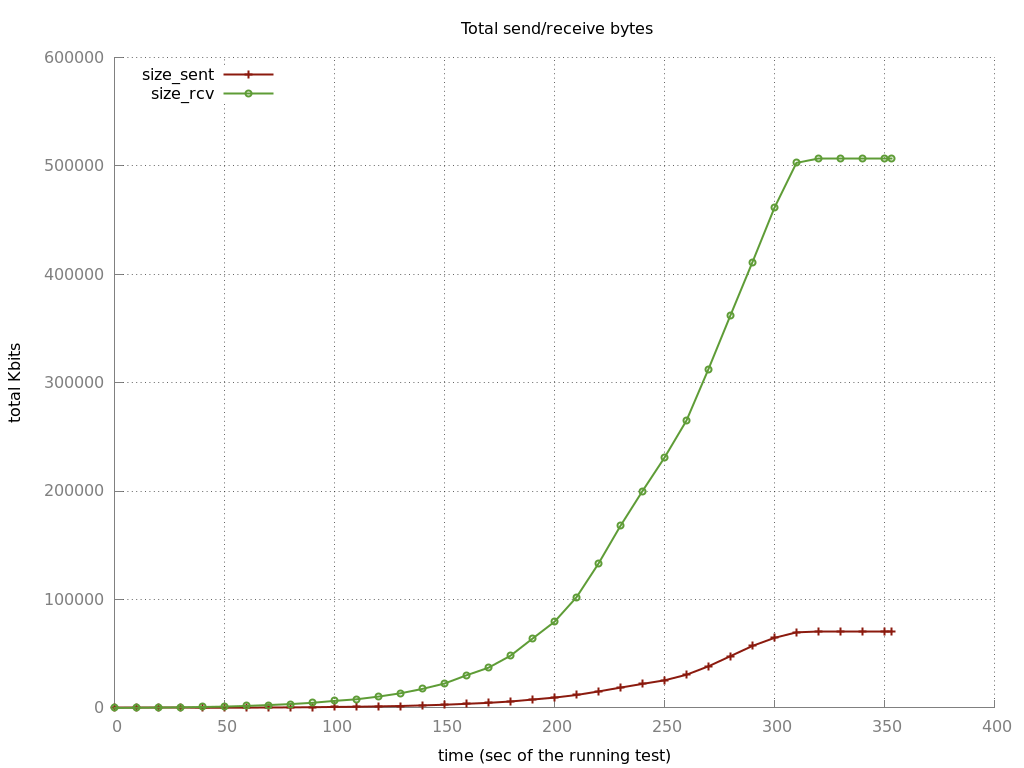 Total send/receive bytes
600000
500000
400000
300000
200000
100000
0
size_sent
size_rcv
total Kbits
0 50 100 150 200 250 300 350 400
time (sec of the running test)